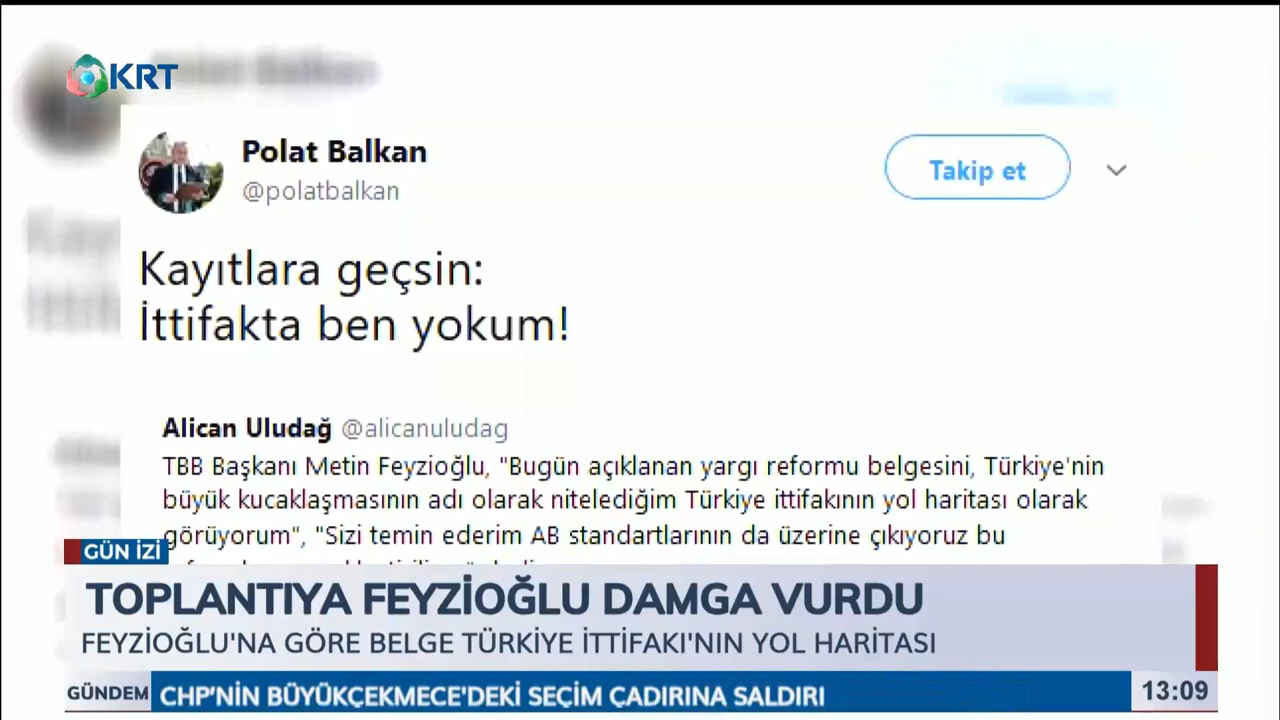 KRT
Polat Balkan
@polatbalkan
Takip et
Kayıtlara geçsin:
İttifakta ben yokum!
Alican Uludağ @alicanuludag
TBB Başkanı Metin Feyzioğlu, "Bugün açıklanan yargı reformu belgesini, Türkiye'nin
büyük kucaklaşmasının adı olarak nitelediğim Türkiye ittifakının yol haritası olarak
görüyorum", "Sizi temin ederim AB standartlarının da üzerine çıkıyoruz bu
GÜN İZİ
TOPLANTIYA FEYZİOĞLU DAMGA VURDU
FEYZİOĞLU'NA GÖRE BELGE TÜRKİYE İTTİFAKI'NIN YOL HARİTASI
GÜNDEM CHP'NİN BÜYÜKÇEKMECE'DEKİ SEÇİM ÇADIRINA SALDIRI 13:09